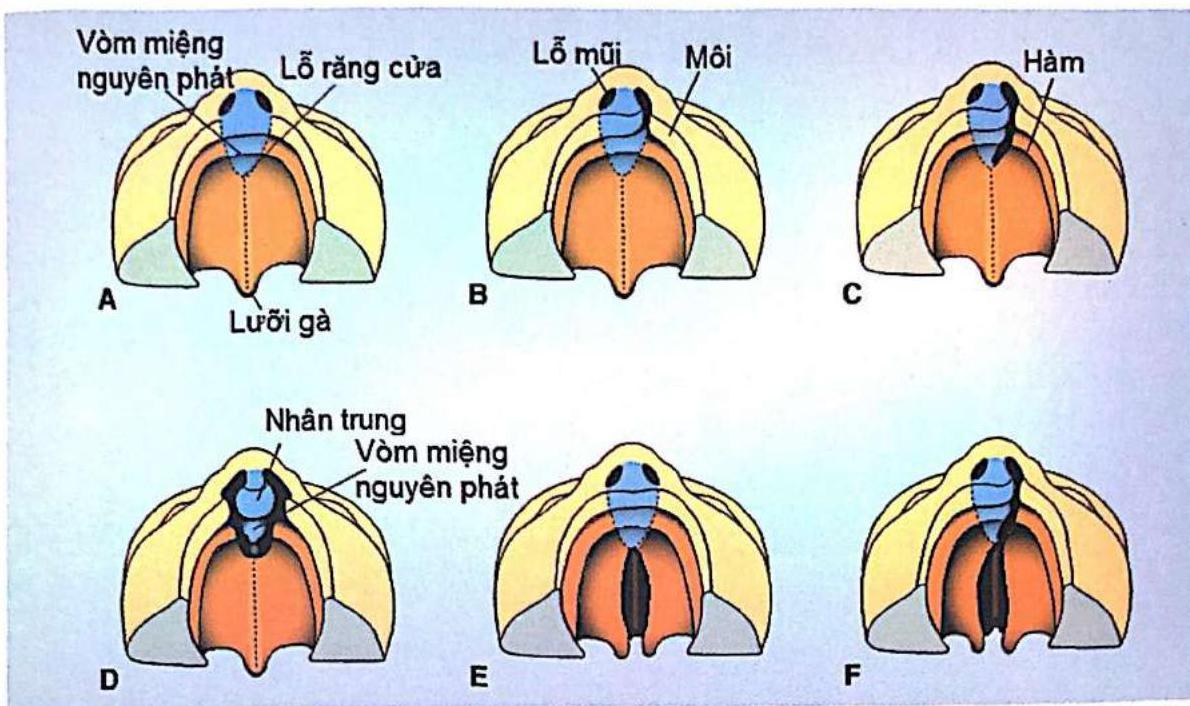 Vòm miệng
nguyên phát
Lỗ răng cửa
Lưỡi gà
A
Lỗ mũi
Môi
B
Hàm
C
Nhân trung
Vòm miệng
nguyên phát
D
E
F